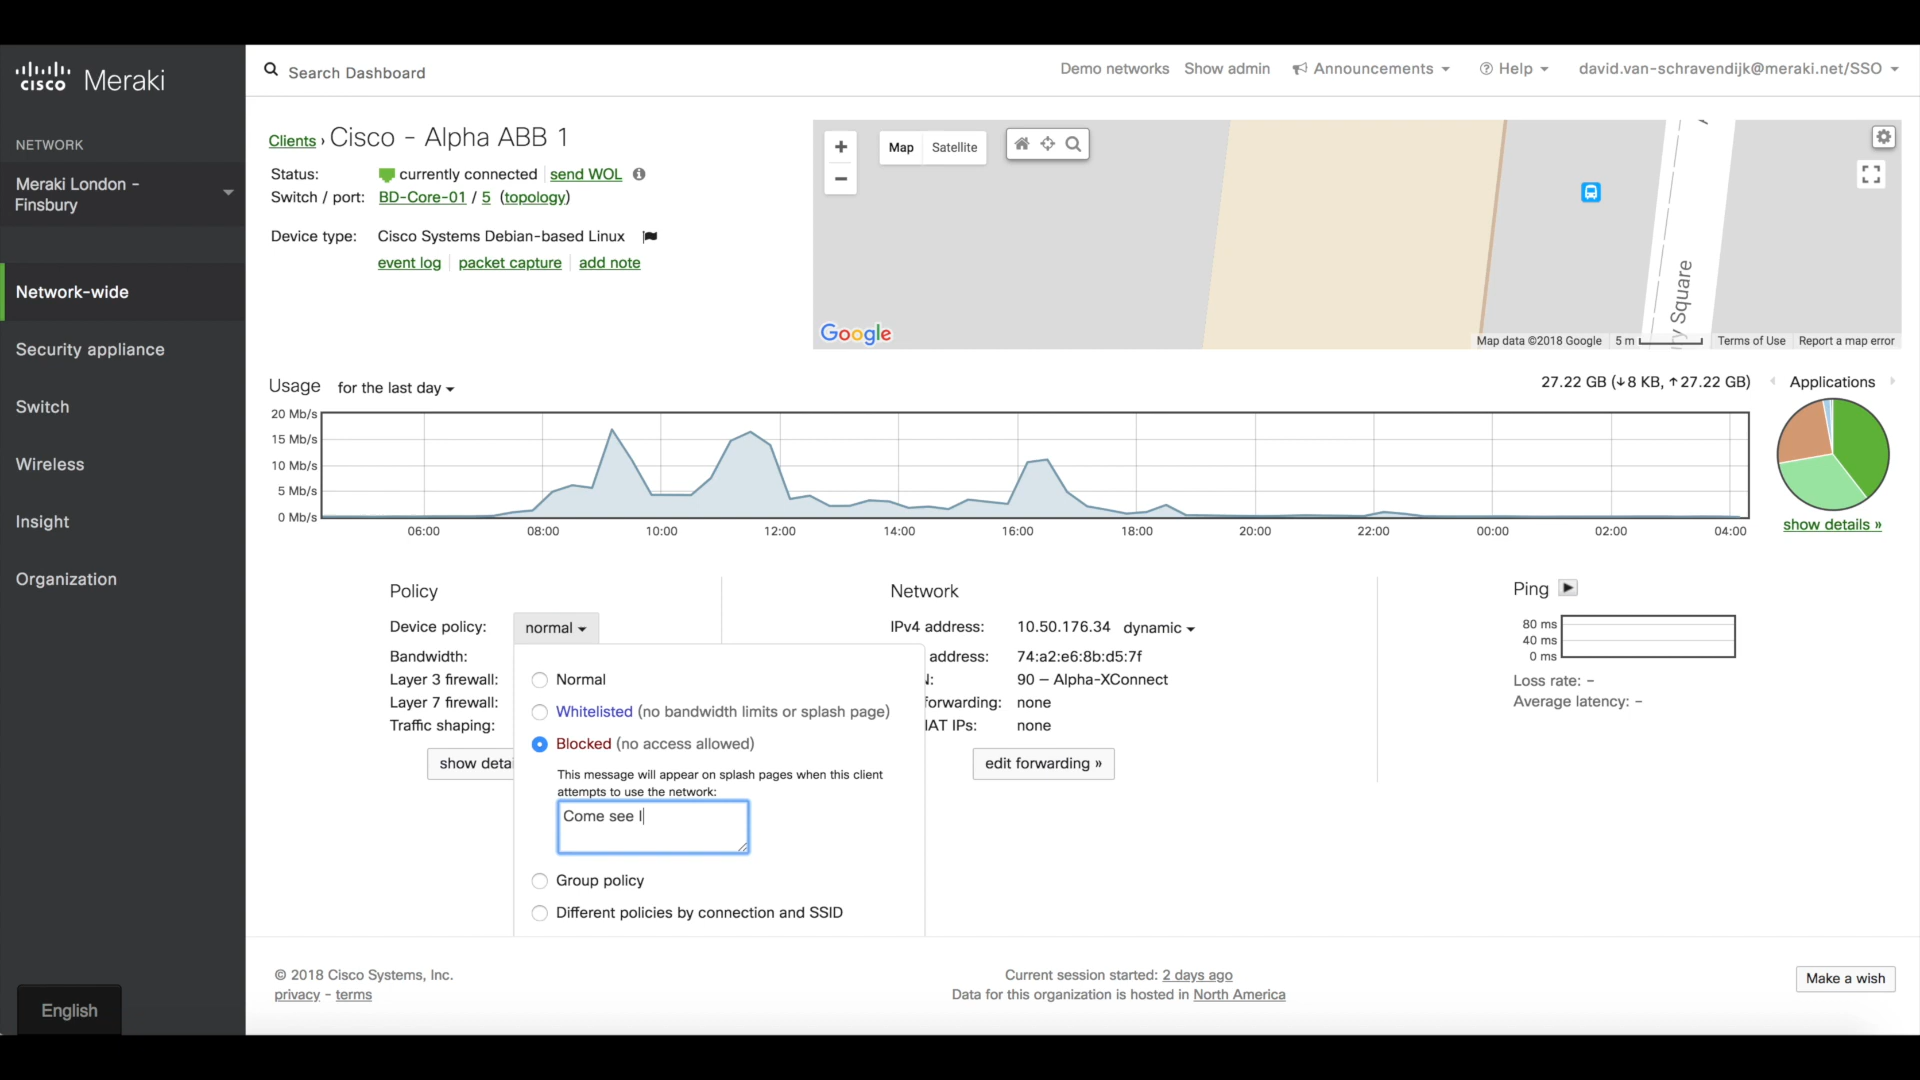 cisco Meraki
Search Dashboard
Demo networks Show admin Announcements Help david.van-schravendijk@meraki.net/SSO
NETWORK
Meraki London -
Finsbury
Network-wide
Security appliance
Switch
Wireless
Insight
Organization
English
Clients › Cisco - Alpha ABB 1
Status: currently connected send WOL
Switch / port: BD-Core-01 / 5 (topology)
Device type: Cisco Systems Debian-based Linux
event log packet capture add note
+
−
Map Satellite
Square
Google
Map data ©2018 Google 5 m Terms of Use Report a map error
Usage for the last day
27.22 GB (↓8 KB, ↑27.22 GB)
Applications
20 Mb/s
15 Mb/s
10 Mb/s
5 Mb/s
0 Mb/s
06:00 08:00 10:00 12:00 14:00 16:00 18:00 20:00 22:00 00:00 02:00 04:00
show details »
Policy
Device policy: normal
Bandwidth:
Layer 3 firewall:
Layer 7 firewall:
Traffic shaping:
show detai
Normal
Whitelisted (no bandwidth limits or splash page)
Blocked (no access allowed)
This message will appear on splash pages when this client
attempts to use the network:
Come see I
Group policy
Different policies by connection and SSID
Network
IPv4 address: 10.50.176.34 dynamic
address: 74:a2:e6:8b:d5:7f
N: 90 – Alpha-XConnect
forwarding: none
NAT IPs: none
edit forwarding »
Ping
80 ms
40 ms
0 ms
Loss rate: –
Average latency: –
© 2018 Cisco Systems, Inc.
privacy - terms
Current session started: 2 days ago
Data for this organization is hosted in North America
Make a wish